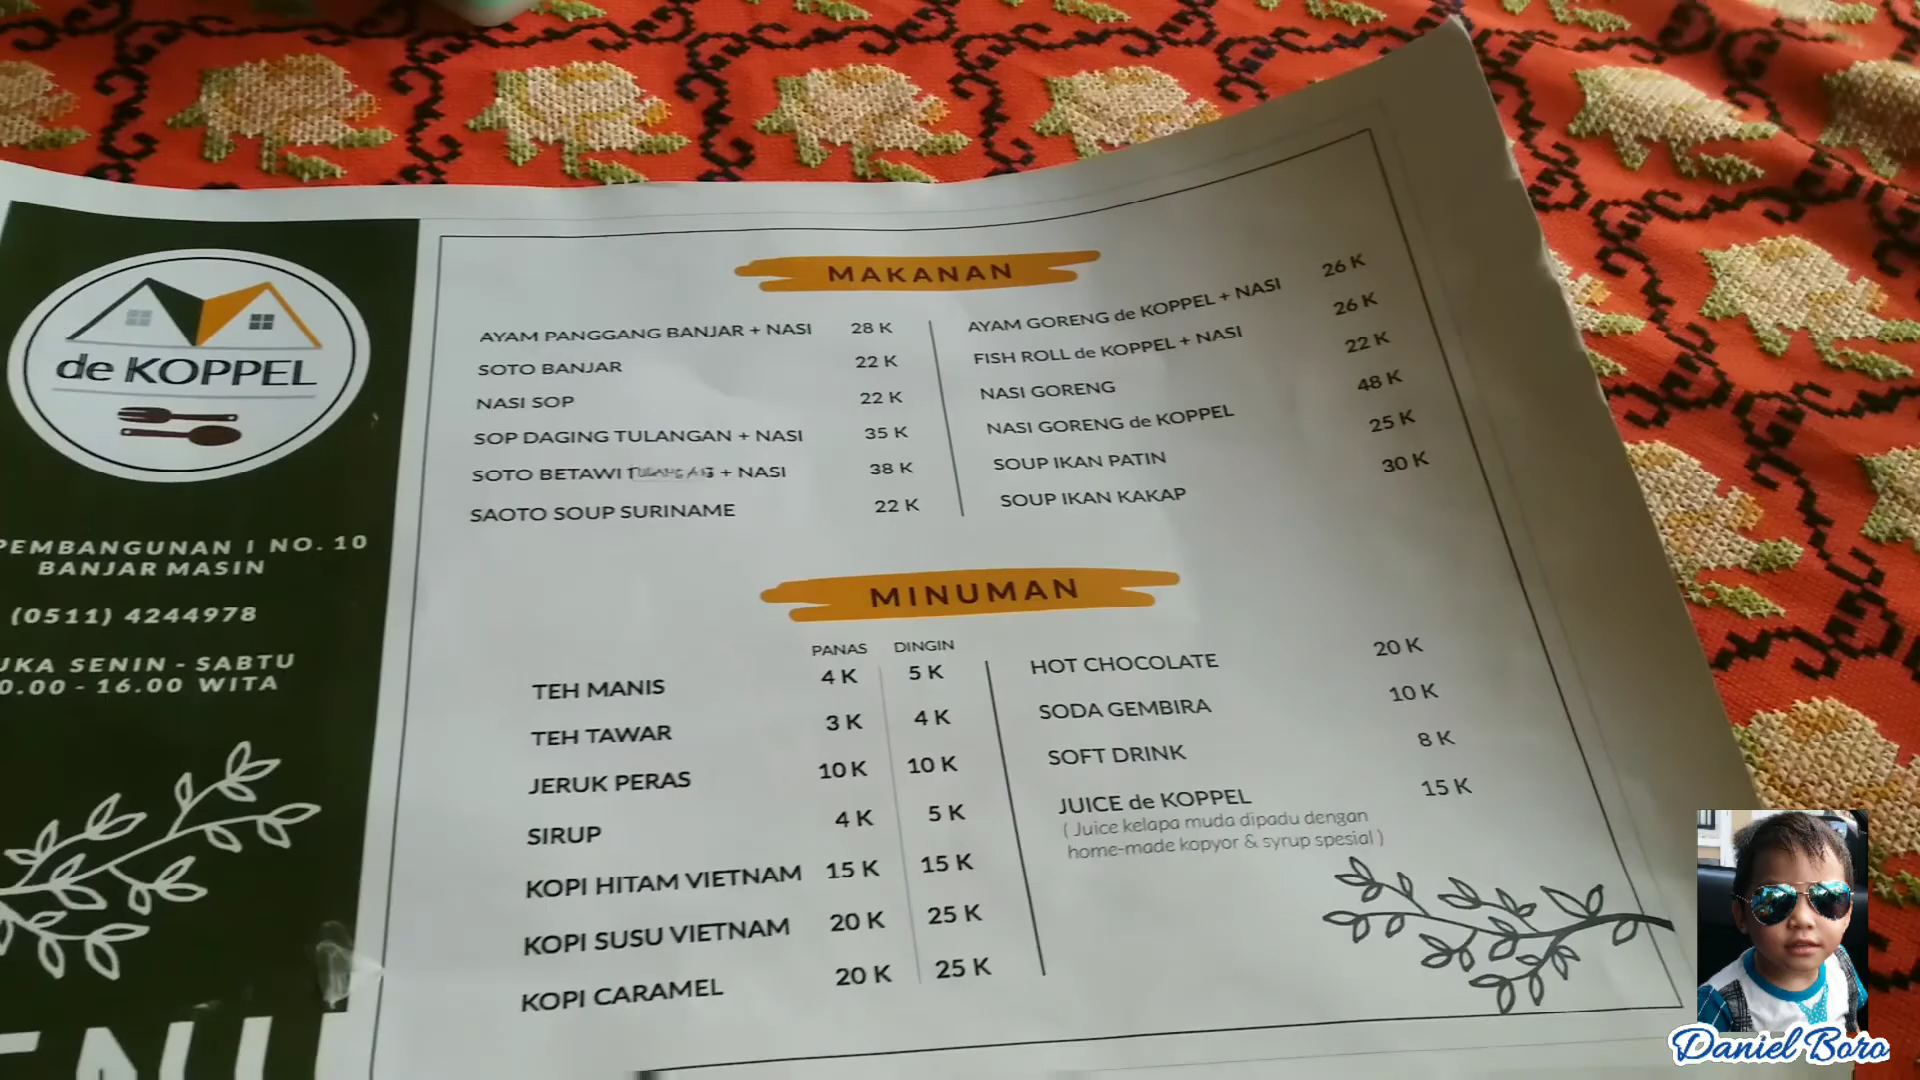 de KOPPEL
PEMBANGUNAN I NO. 10
BANJAR MASIN
(0511) 4244978
SENIN - SABTU
- 16.00 WITA
MAKANAN
AYAM PANGGANG BANJAR + NASI 28 K
SOTO BANJAR 22 K
NASI SOP 22 K
SOP DAGING TULANGAN + NASI 35 K
SOTO BETAWI + NASI 38 K
SAOTO SOUP SURINAME 22 K
AYAM GORENG de KOPPEL + NASI 26 K
FISH ROLL de KOPPEL + NASI 26 K
NASI GORENG 22 K
NASI GORENG de KOPPEL 48 K
SOUP IKAN PATIN 25 K
SOUP IKAN KAKAP 30 K
MINUMAN
PANAS DINGIN
TEH MANIS 4 K 5 K
TEH TAWAR 3 K 4 K
JERUK PERAS 10 K 10 K
SIRUP 4 K 5 K
KOPI HITAM VIETNAM 15 K 15 K
KOPI SUSU VIETNAM 20 K 25 K
KOPI CARAMEL 20 K 25 K
HOT CHOCOLATE 20 K
SODA GEMBIRA 10 K
SOFT DRINK 8 K
JUICE de KOPPEL 15 K
( Juice kelapa muda dipadu dengan
home-made kopyor & syrup spesial )
Daniel Boro